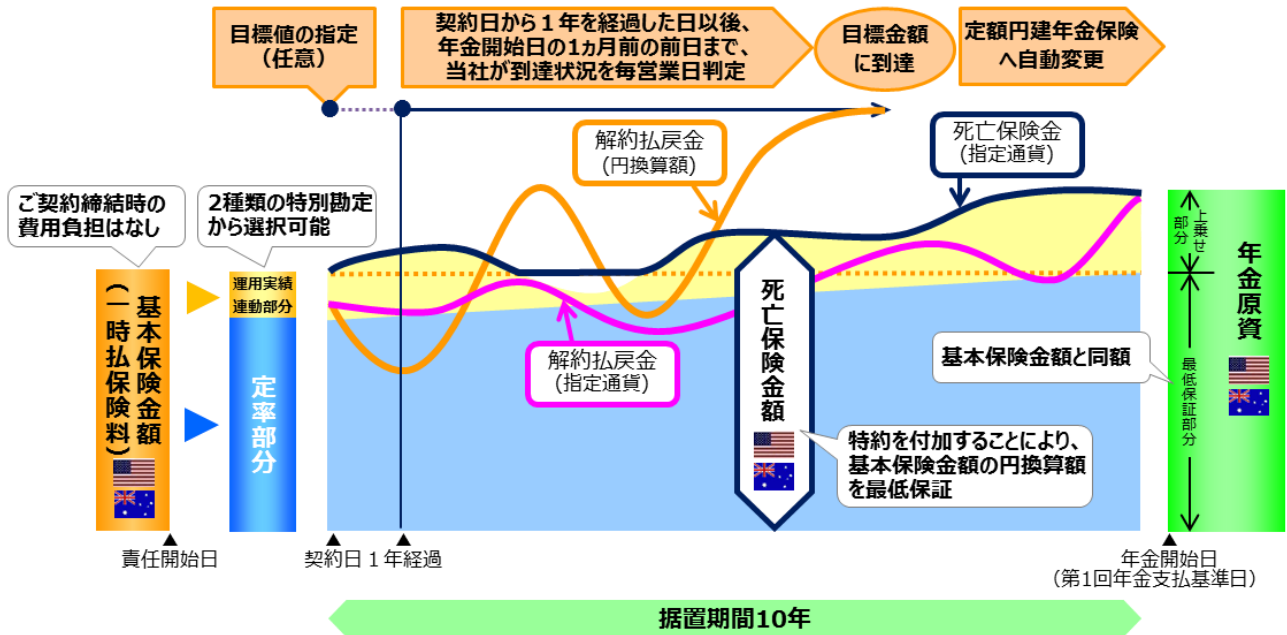 目標値の指定
（任意）
契約日から１年を経過した日以後、
年金開始日の1ヵ月前の前日まで、
当社が到達状況を毎営業日判定
目標金額
に到達
定額円建年金保険
へ自動変更
解約払戻金
(円換算額)
死亡保険金
(指定通貨)
ご契約締結時の
費用負担はなし
2種類の特別勘定
から選択可能
基本保険金額
（一時払保険料）
運用実績
連動部分
定率部分
解約払戻金
(指定通貨)
死亡保険金額
特約を付加することにより、
基本保険金額の円換算額
を最低保証
基本保険金額と同額
上乗せ
部分
最低保証部分
年金原資
責任開始日
契約日
１年経過
年金開始日
（第1回年金支払基準日）
据置期間10年